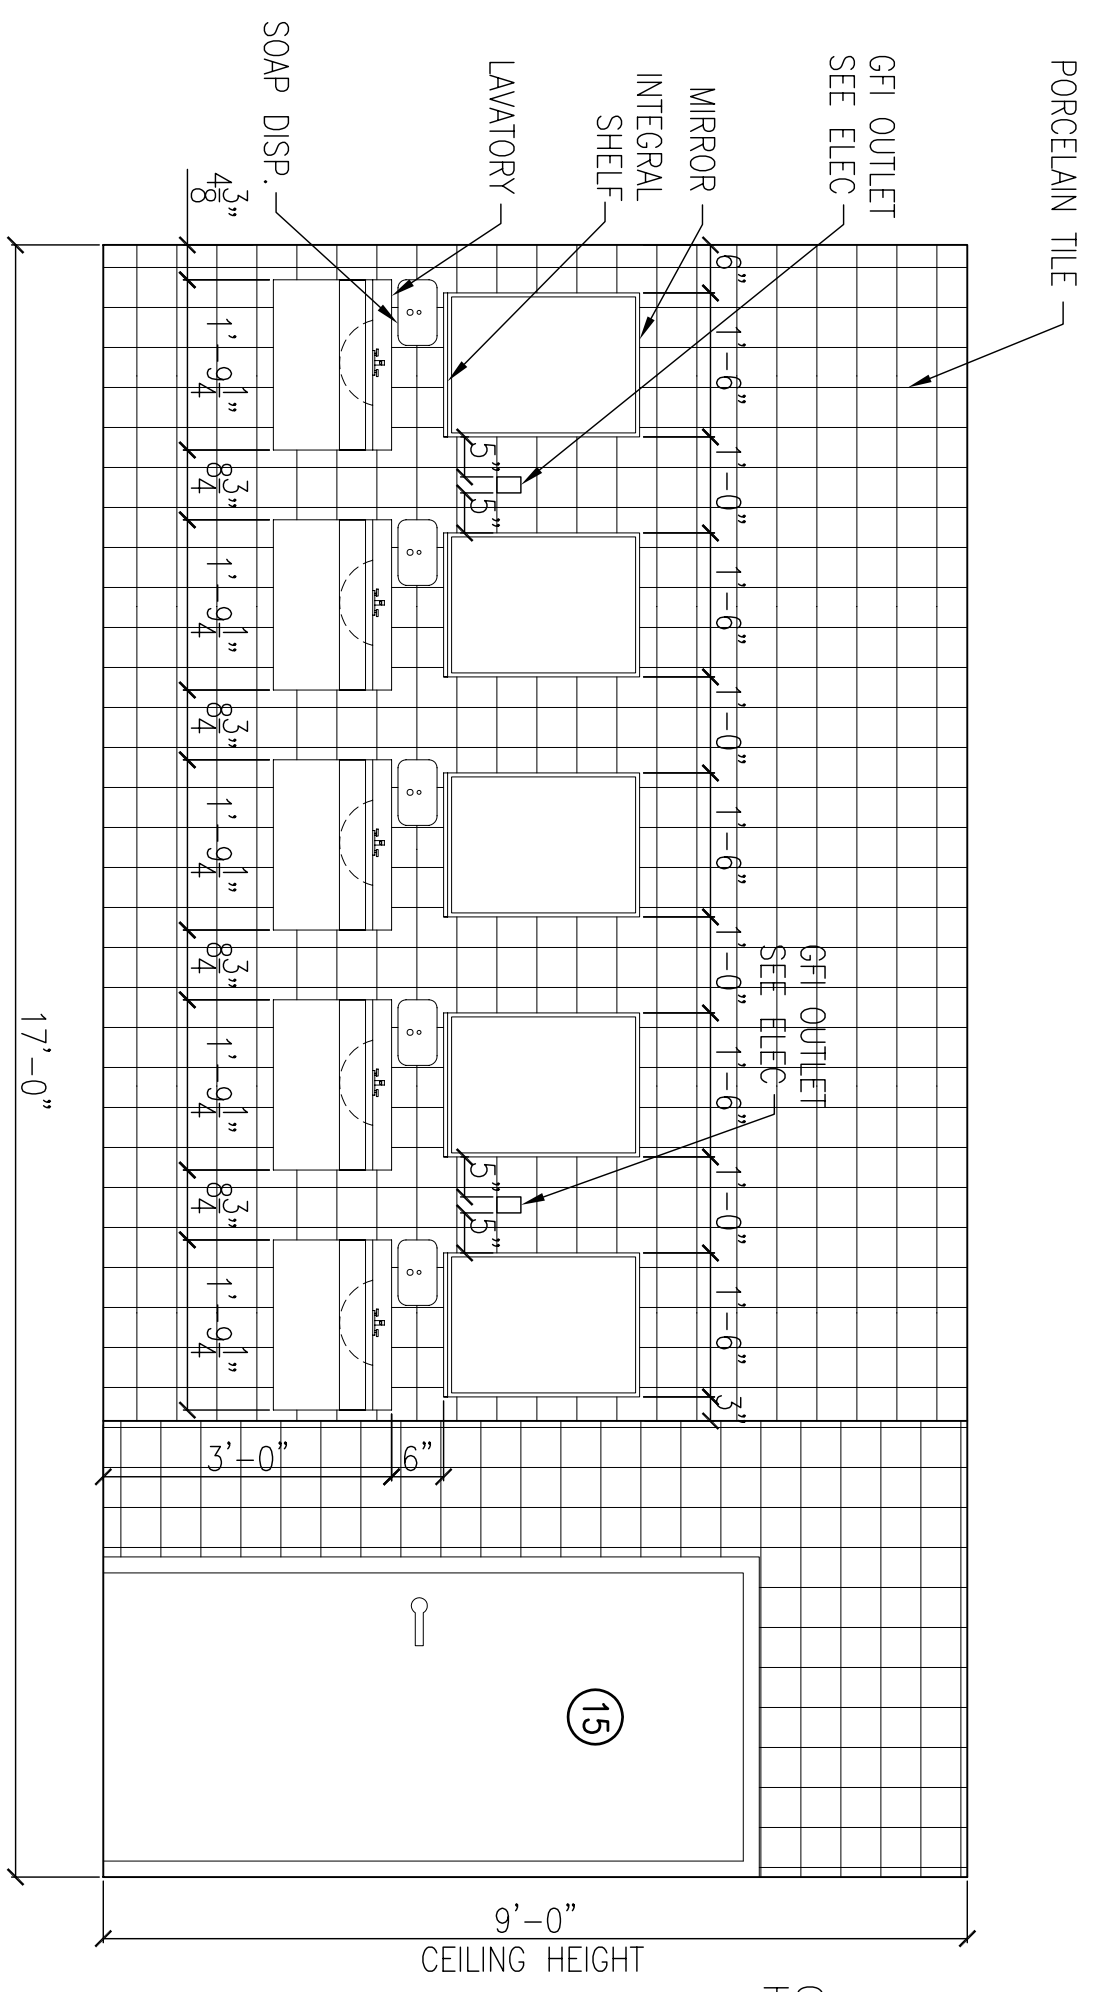 PORCELAIN TILE
GFI OUTLET
SEE ELEC
MIRROR
INTEGRAL
SHELF
LAVATORY
SOAP DISP.
6" 1'-6" 1'-0" 1'-6" 1'-0" 1'-6" 1'-0" 1'-6" 1'-0" 1'-6" 3"
GFI OUTLET
SEE ELEC
5" 5" 5" 5"
4 3/8" 1'-9 1/4" 8 3/4" 1'-9 1/4" 8 3/4" 1'-9 1/4" 8 3/4" 1'-9 1/4" 8 3/4" 1'-9 1/4"
6"
3'-0"
15
9'-0"
CEILING HEIGHT
17'-0"